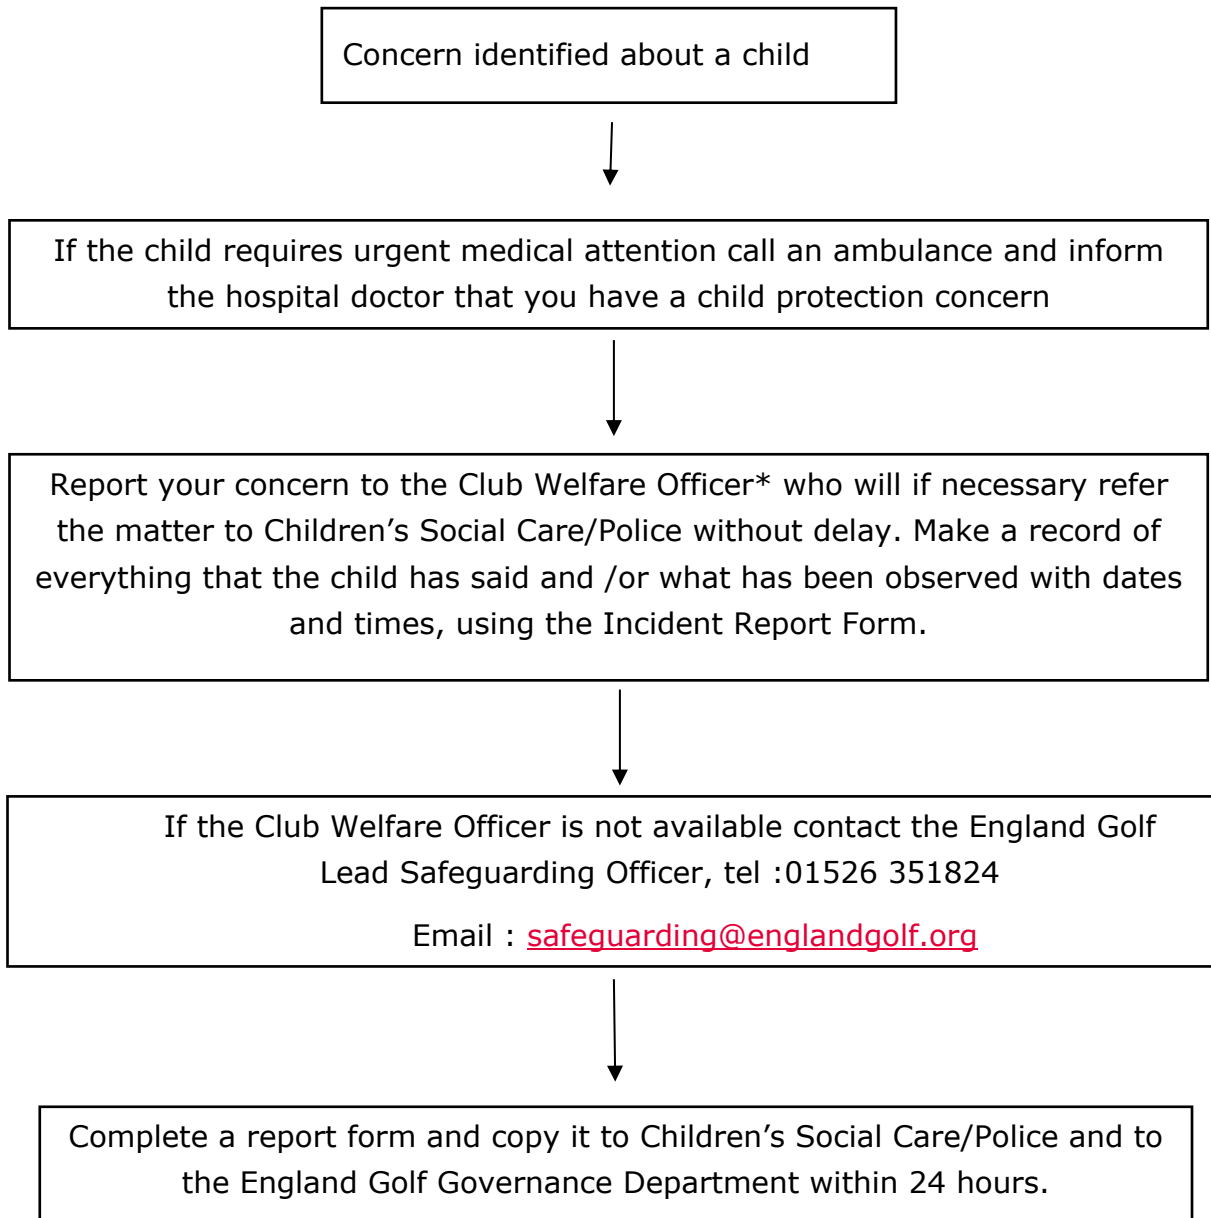 Concern identified about a child
If the child requires urgent medical attention call an ambulance and inform
the hospital doctor that you have a child protection concern
Report your concern to the Club Welfare Officer* who will if necessary refer
the matter to Children’s Social Care/Police without delay. Make a record of
everything that the child has said and /or what has been observed with dates
and times, using the Incident Report Form.
If the Club Welfare Officer is not available contact the England Golf
Lead Safeguarding Officer, tel :01526 351824
Email : safeguarding@englandgolf.org
Complete a report form and copy it to Children’s Social Care/Police and to
the England Golf Governance Department within 24 hours.